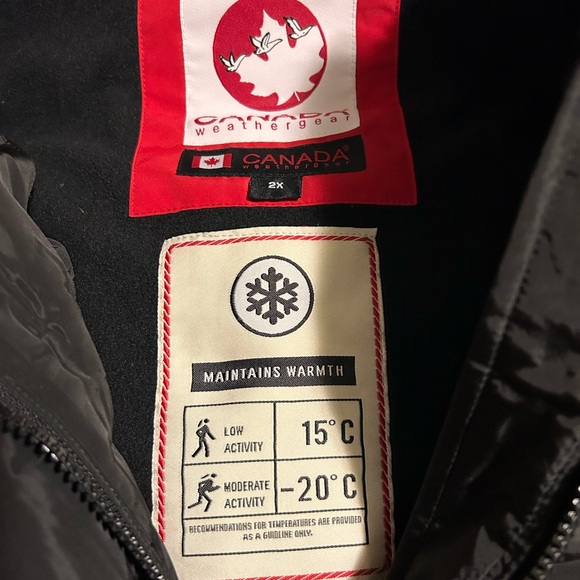 CANADA
weathergear
CANADA®
weathergear
2X
MAINTAINS WARMTH
LOW
ACTIVITY
15°C
MODERATE
ACTIVITY
-20°C
RECOMMENDATIONS FOR TEMPERATURES ARE PROVIDED
AS A GUIDLINE ONLY.